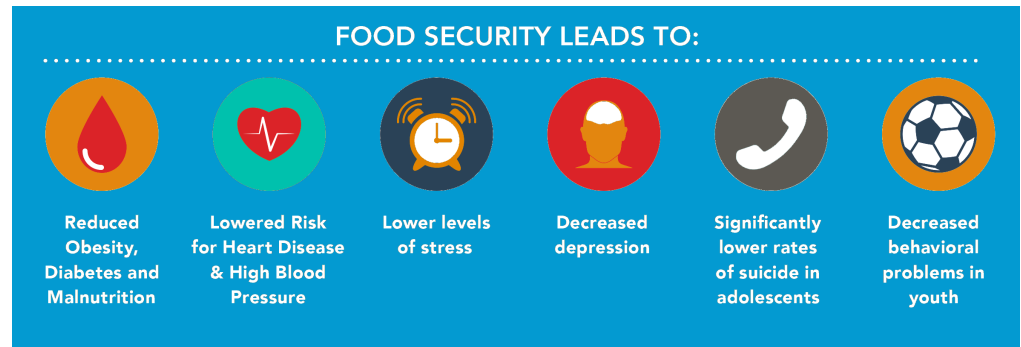 FOOD SECURITY LEADS TO:
Reduced
Obesity,
Diabetes and
Malnutrition
Lowered Risk
for Heart Disease
& High Blood
Pressure
Lower levels
of stress
Decreased
depression
Significantly
lower rates
of suicide in
adolescents
Decreased
behavioral
problems in
youth